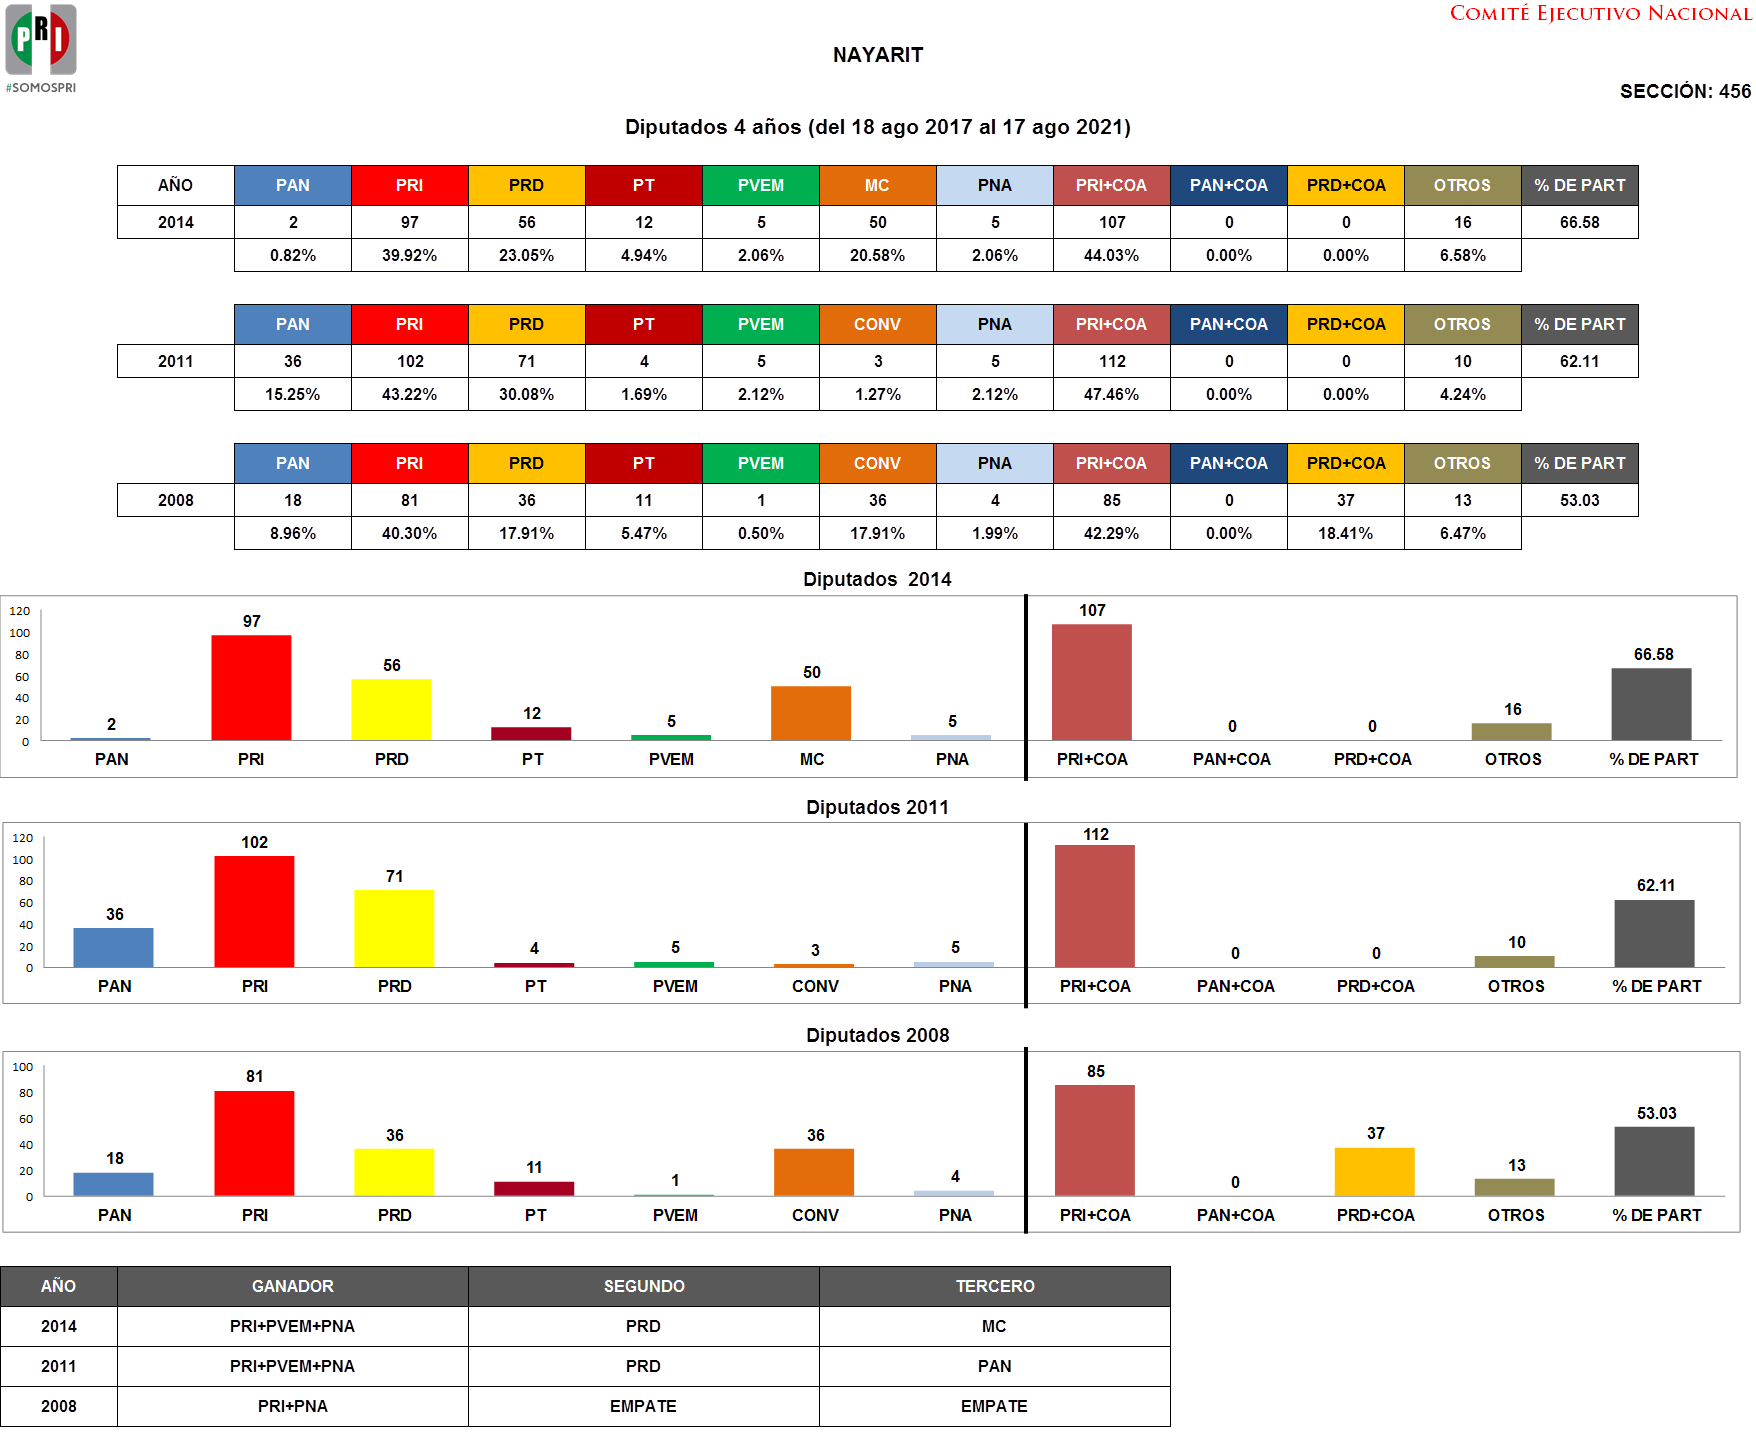 PRI
#SOMOSPRI
COMITÉ EJECUTIVO NACIONAL
NAYARIT
SECCIÓN: 456
Diputados 4 años (del 18 ago 2017 al 17 ago 2021)
AÑO PAN PRI PRD PT PVEM MC PNA PRI+COA PAN+COA PRD+COA OTROS % DE PART
2014 2 97 56 12 5 50 5 107 0 0 16 66.58
0.82% 39.92% 23.05% 4.94% 2.06% 20.58% 2.06% 44.03% 0.00% 0.00% 6.58%
PAN PRI PRD PT PVEM CONV PNA PRI+COA PAN+COA PRD+COA OTROS % DE PART
2011 36 102 71 4 5 3 5 112 0 0 10 62.11
15.25% 43.22% 30.08% 1.69% 2.12% 1.27% 2.12% 47.46% 0.00% 0.00% 4.24%
PAN PRI PRD PT PVEM CONV PNA PRI+COA PAN+COA PRD+COA OTROS % DE PART
2008 18 81 36 11 1 36 4 85 0 37 13 53.03
8.96% 40.30% 17.91% 5.47% 0.50% 17.91% 1.99% 42.29% 0.00% 18.41% 6.47%
Diputados 2014
120
100
80
60
40
20
0
2 97 56 12 5 50 5 107 0 0 16 66.58
PAN PRI PRD PT PVEM MC PNA PRI+COA PAN+COA PRD+COA OTROS % DE PART
Diputados 2011
120
100
80
60
40
20
0
36 102 71 4 5 3 5 112 0 0 10 62.11
PAN PRI PRD PT PVEM CONV PNA PRI+COA PAN+COA PRD+COA OTROS % DE PART
Diputados 2008
100
80
60
40
20
0
18 81 36 11 1 36 4 85 0 37 13 53.03
PAN PRI PRD PT PVEM CONV PNA PRI+COA PAN+COA PRD+COA OTROS % DE PART
AÑO GANADOR SEGUNDO TERCERO
2014 PRI+PVEM+PNA PRD MC
2011 PRI+PVEM+PNA PRD PAN
2008 PRI+PNA EMPATE EMPATE